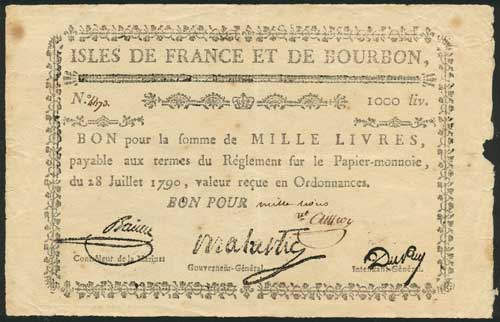 ISLES DE FRANCE ET DE BOURBON,
1000 liv.
BON pour la somme de MILLE LIVRES,
payable aux termes du Réglement sur le Papier-monnoie,
du 28 Juillet 1790, valeur reçue en Ordonnances.
BON POUR mille
Malartic
DuPuy
Controlleur de la Marine
Gouverneur-Général.
Intendant-Général.